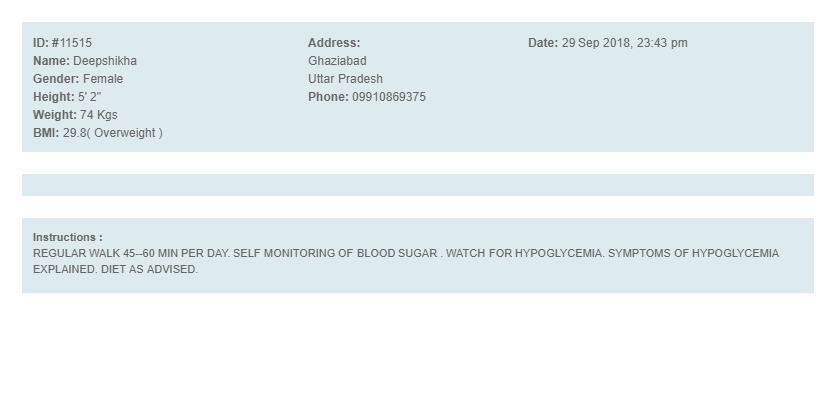 ID: #11515
Name: Deepshikha
Gender: Female
Height: 5' 2"
Weight: 74 Kgs
BMI: 29.8( Overweight )
Address:
Ghaziabad
Uttar Pradesh
Phone: 09910869375
Date: 29 Sep 2018, 23:43 pm
Instructions :
REGULAR WALK 45--60 MIN PER DAY. SELF MONITORING OF BLOOD SUGAR . WATCH FOR HYPOGLYCEMIA. SYMPTOMS OF HYPOGLYCEMIA
EXPLAINED. DIET AS ADVISED.